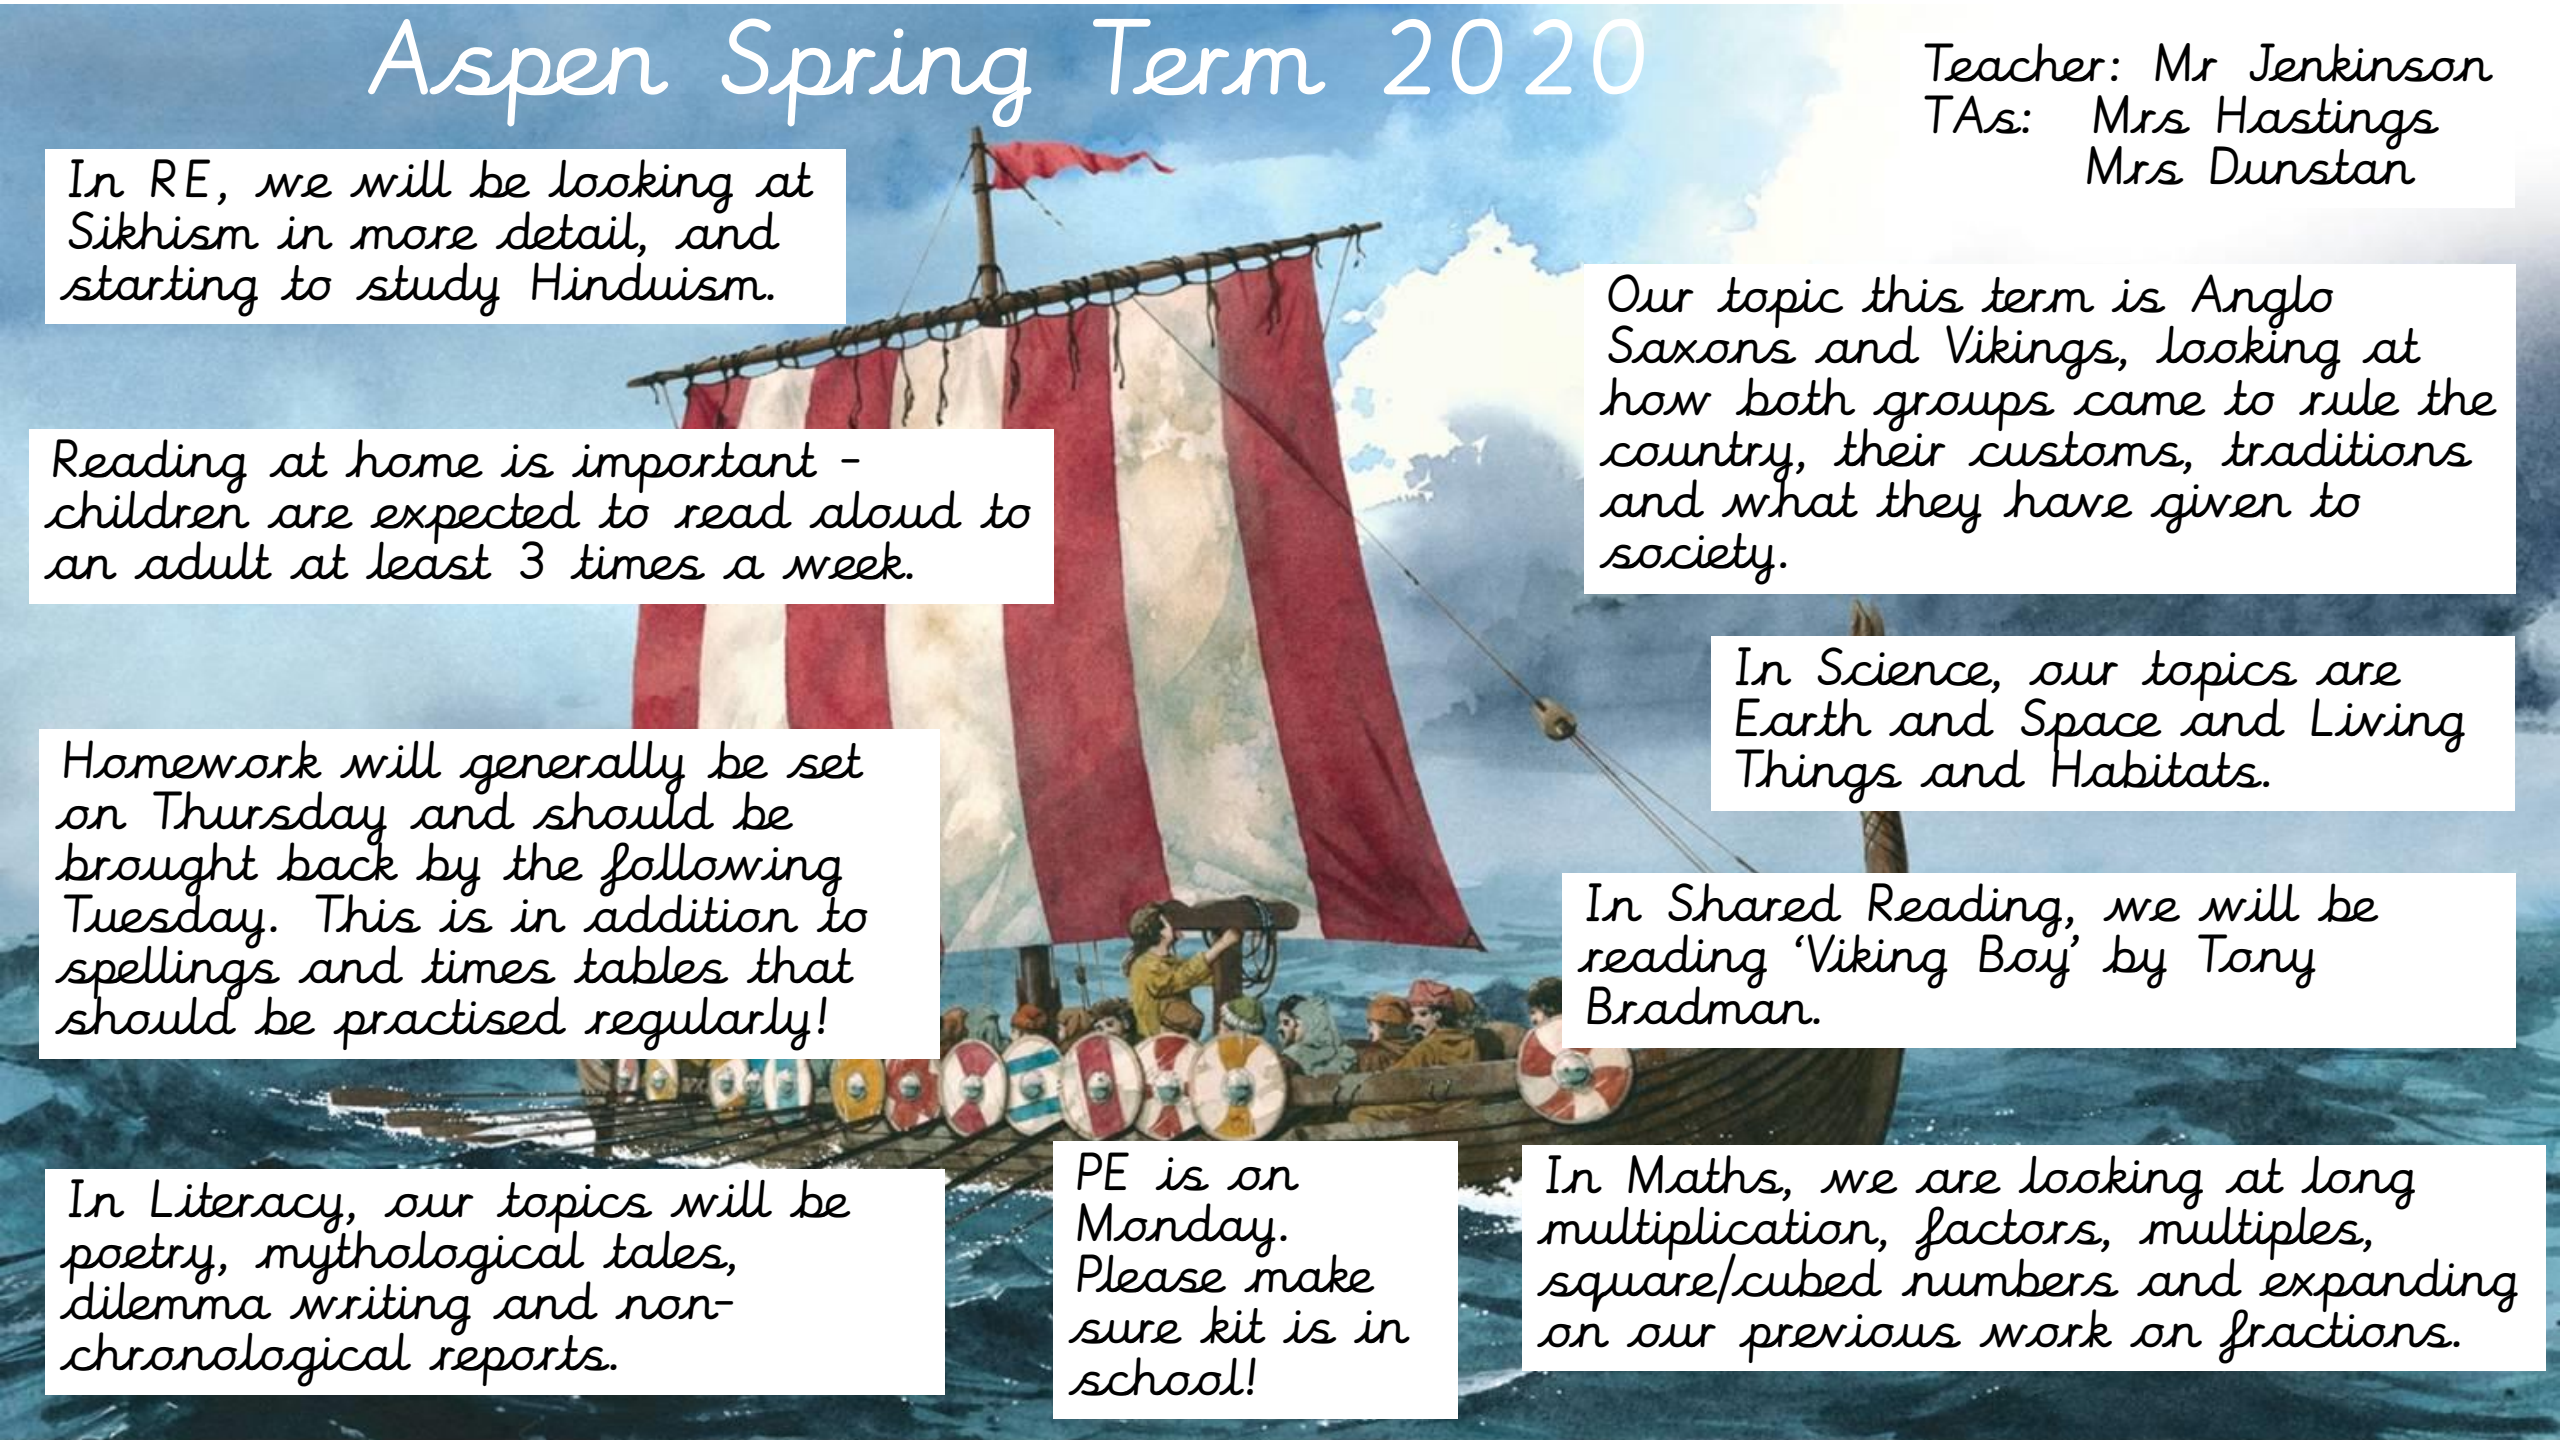 Aspen Spring Term 2020
Teacher: Mr Jenkinson
TAs: Mrs Hastings
Mrs Dunstan
In RE, we will be looking at
Sikhism in more detail, and
starting to study Hinduism.
Our topic this term is Anglo
Saxons and Vikings, looking at
how both groups came to rule the
country, their customs, traditions
and what they have given to
society.
Reading at home is important -
children are expected to read aloud to
an adult at least 3 times a week.
In Science, our topics are
Earth and Space and Living
Things and Habitats.
Homework will generally be set
on Thursday and should be
brought back by the following
Tuesday. This is in addition to
spellings and times tables that
should be practised regularly!
In Shared Reading, we will be
reading ‘Viking Boy’ by Tony
Bradman.
In Literacy, our topics will be
poetry, mythological tales,
dilemma writing and non-
chronological reports.
PE is on
Monday.
Please make
sure kit is in
school!
In Maths, we are looking at long
multiplication, factors, multiples,
square/cubed numbers and expanding
on our previous work on fractions.